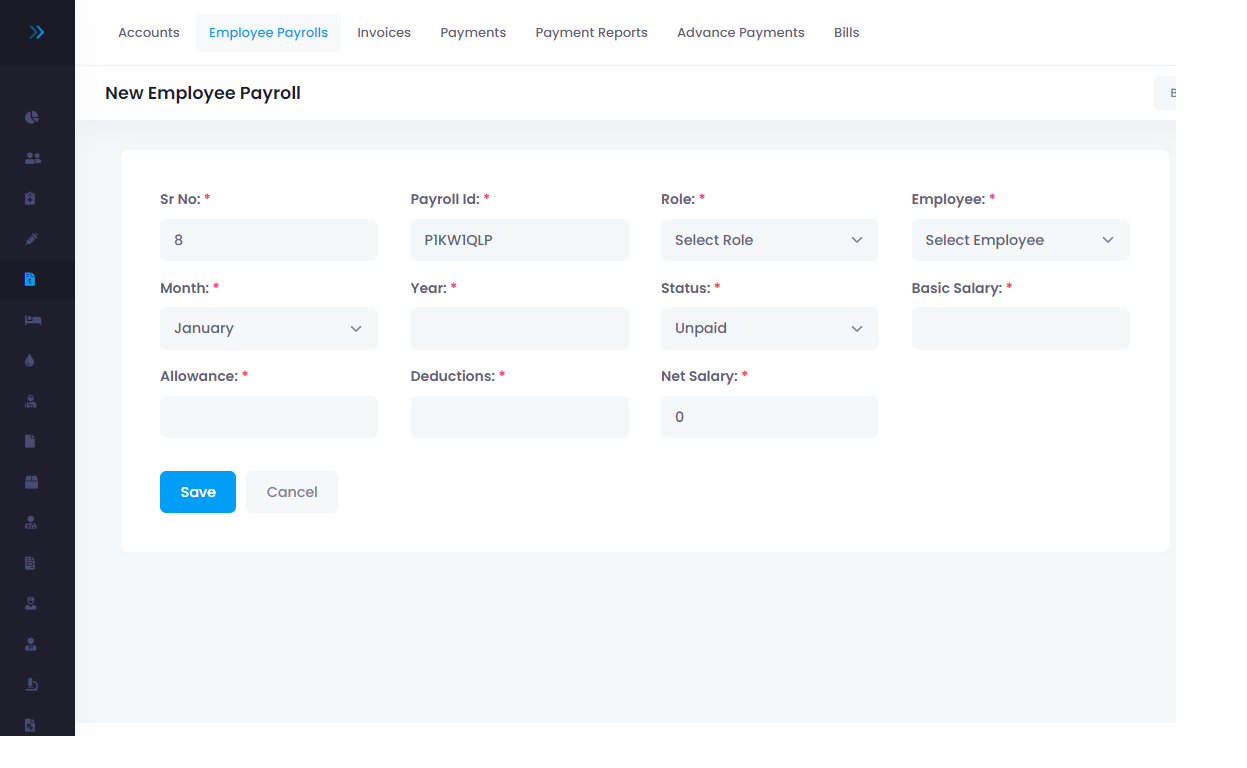 Accounts Employee Payrolls Invoices Payments Payment Reports Advance Payments Bills
New Employee Payroll
Sr No: * Payroll Id: * Role: * Employee: *
8 P1KW1QLP Select Role Select Employee
Month: * Year: * Status: * Basic Salary: *
January Unpaid
Allowance: * Deductions: * Net Salary: *
0
Save Cancel